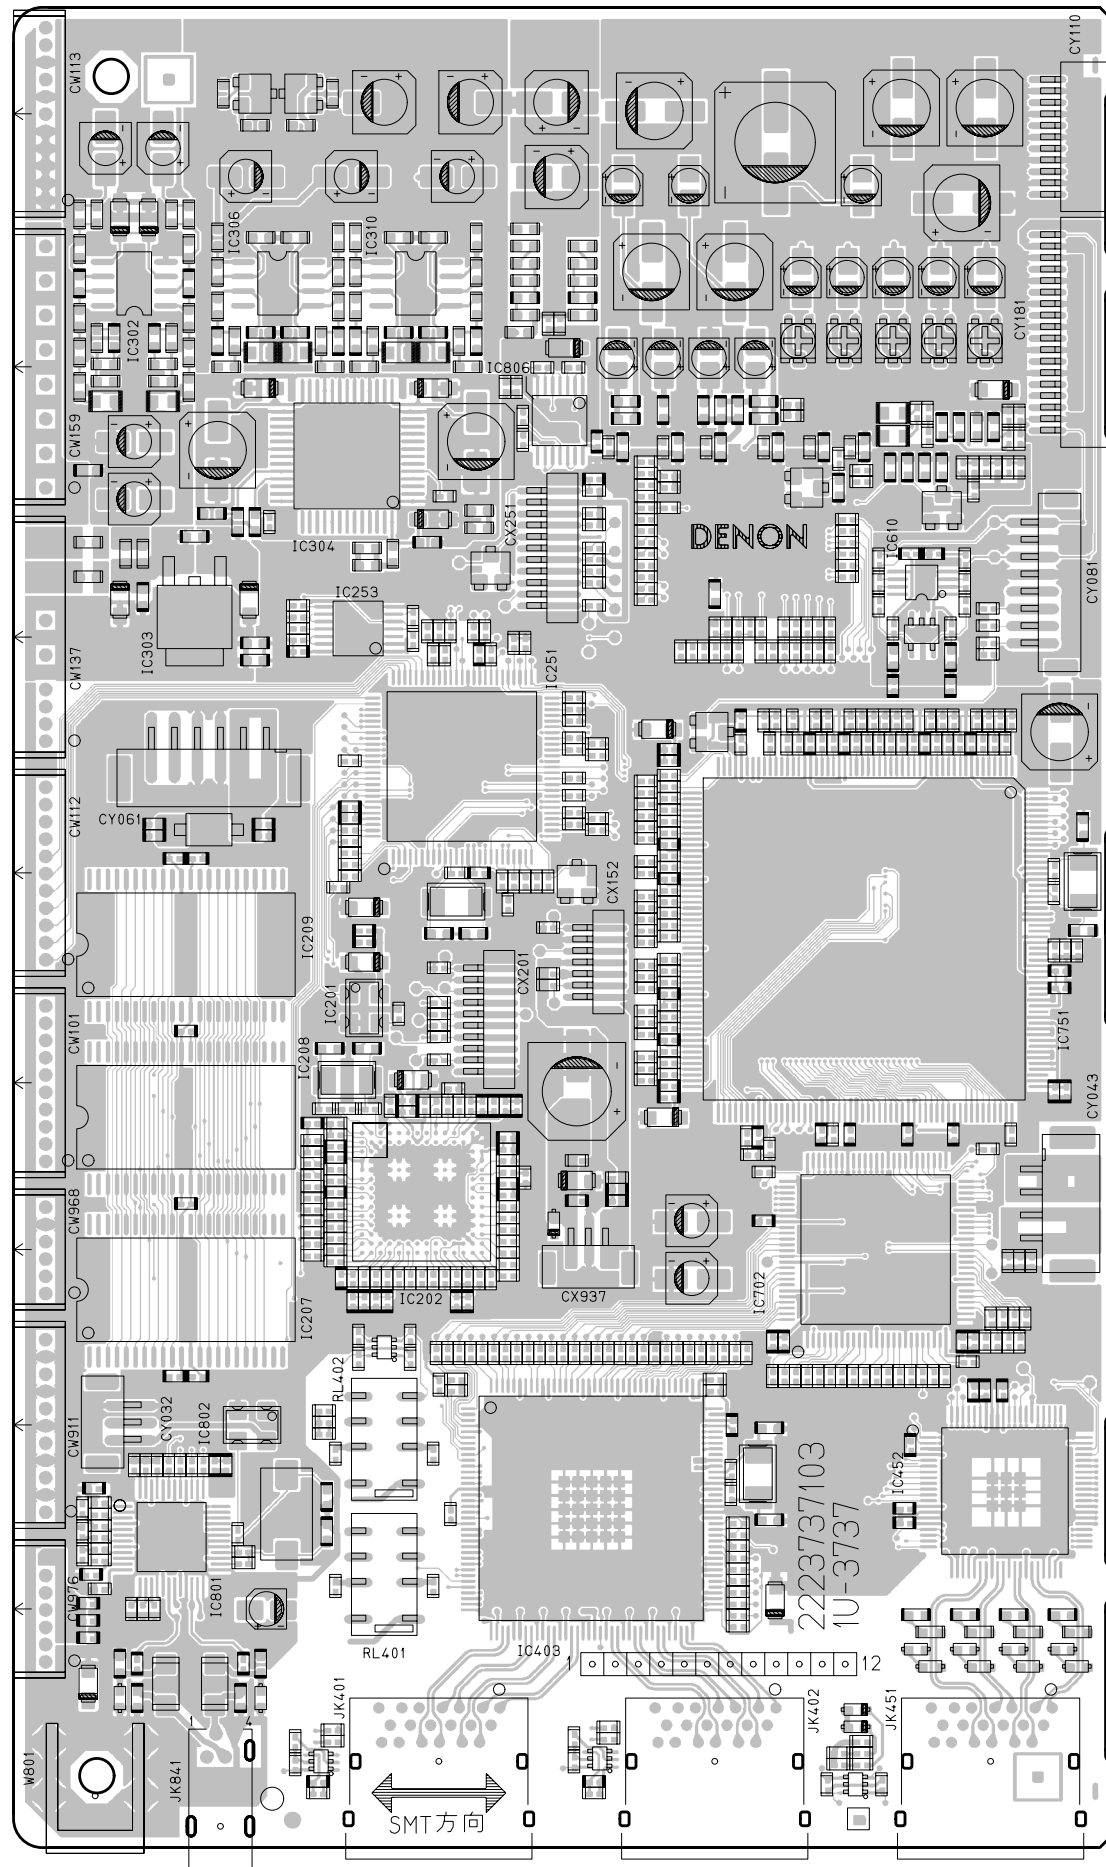 CW113
CY110
IC306
IC310
IC302
CY181
IC806
CW159
IC304
CX251
DENON
IC610
IC253
CY081
IC303
CW137
IC251
CY061
CW112
CX152
IC209
CX201
IC201
CW101
IC208
IC751
CY043
CW968
IC202
CX937
IC702
IC207
RL402
CY032
IC802
CW911
IC452
2223737103
1U-3737
CW976
IC801
RL401
IC403
1
12
JK401
JK402
JK451
1
4
W801
JK841
SMT方向